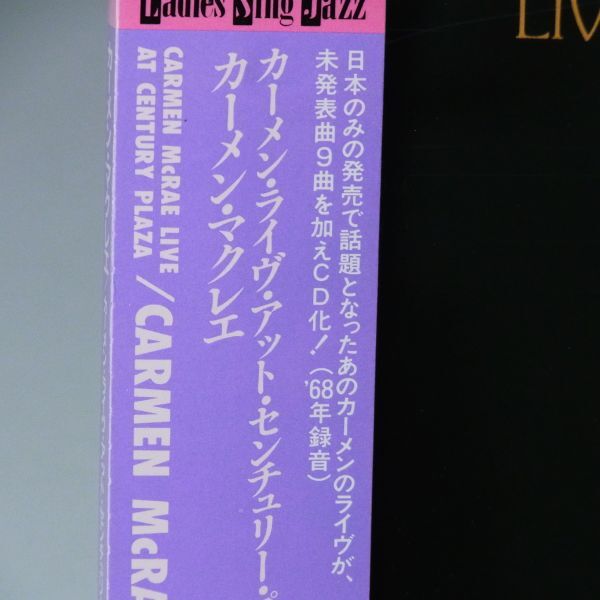 Ladies Sing Jazz
LIV
日本のみの発売で話題となったあのカーメンのライヴが、
未発表曲9曲を加えCD化!('68年録音)
カーメン・ライヴ・アット・センチュリー・
カーメン・マクレエ
CARMEN McRAE LIVE
AT CENTURY PLAZA / CARMEN McRA